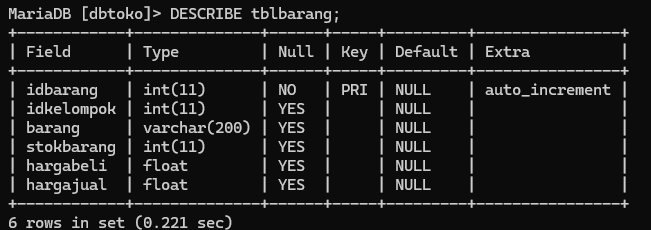 MariaDB [dbtoko]> DESCRIBE tblbarang;
+------------+--------------+------+-----+---------+----------------+
| Field      | Type         | Null | Key | Default | Extra          |
+------------+--------------+------+-----+---------+----------------+
| idbarang   | int(11)      | NO   | PRI | NULL    | auto_increment |
| idkelompok | int(11)      | YES  |     | NULL    |                |
| barang     | varchar(200) | YES  |     | NULL    |                |
| stokbarang | int(11)      | YES  |     | NULL    |                |
| hargabeli  | float        | YES  |     | NULL    |                |
| hargajual  | float        | YES  |     | NULL    |                |
+------------+--------------+------+-----+---------+----------------+
6 rows in set (0.221 sec)